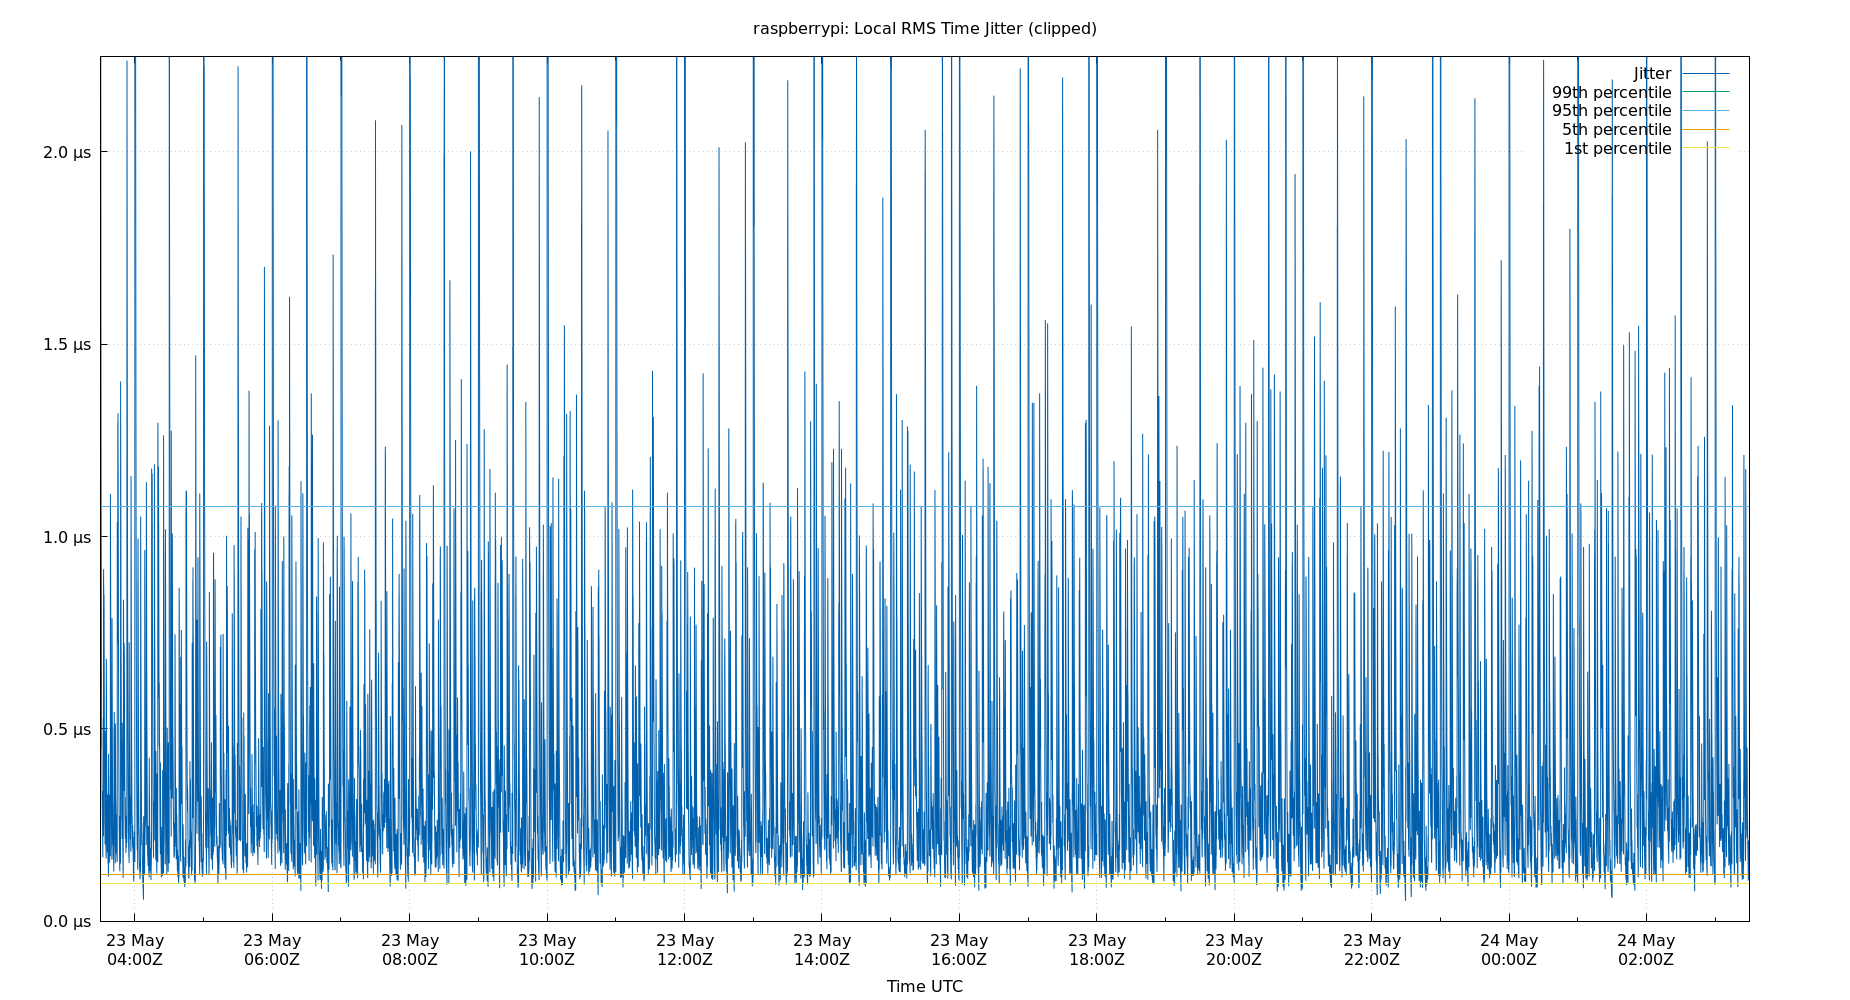 raspberrypi: Local RMS Time Jitter (clipped)
Jitter
99th percentile
95th percentile
5th percentile
1st percentile
2.0 µs
1.5 µs
1.0 µs
0.5 µs
0.0 µs
23 May 23 May 23 May 23 May 23 May 23 May 23 May 23 May 23 May 23 May 24 May 24 May
04:00Z 06:00Z 08:00Z 10:00Z 12:00Z 14:00Z 16:00Z 18:00Z 20:00Z 22:00Z 00:00Z 02:00Z
Time UTC